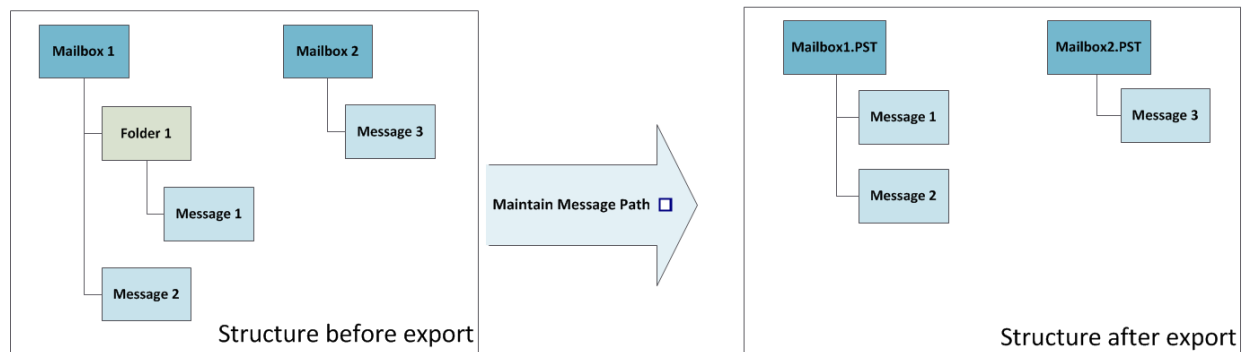 Mailbox 1
Mailbox 2
Folder 1
Message 3
Message 1
Message 2
Structure before export
Maintain Message Path
Mailbox1.PST
Mailbox2.PST
Message 1
Message 3
Message 2
Structure after export